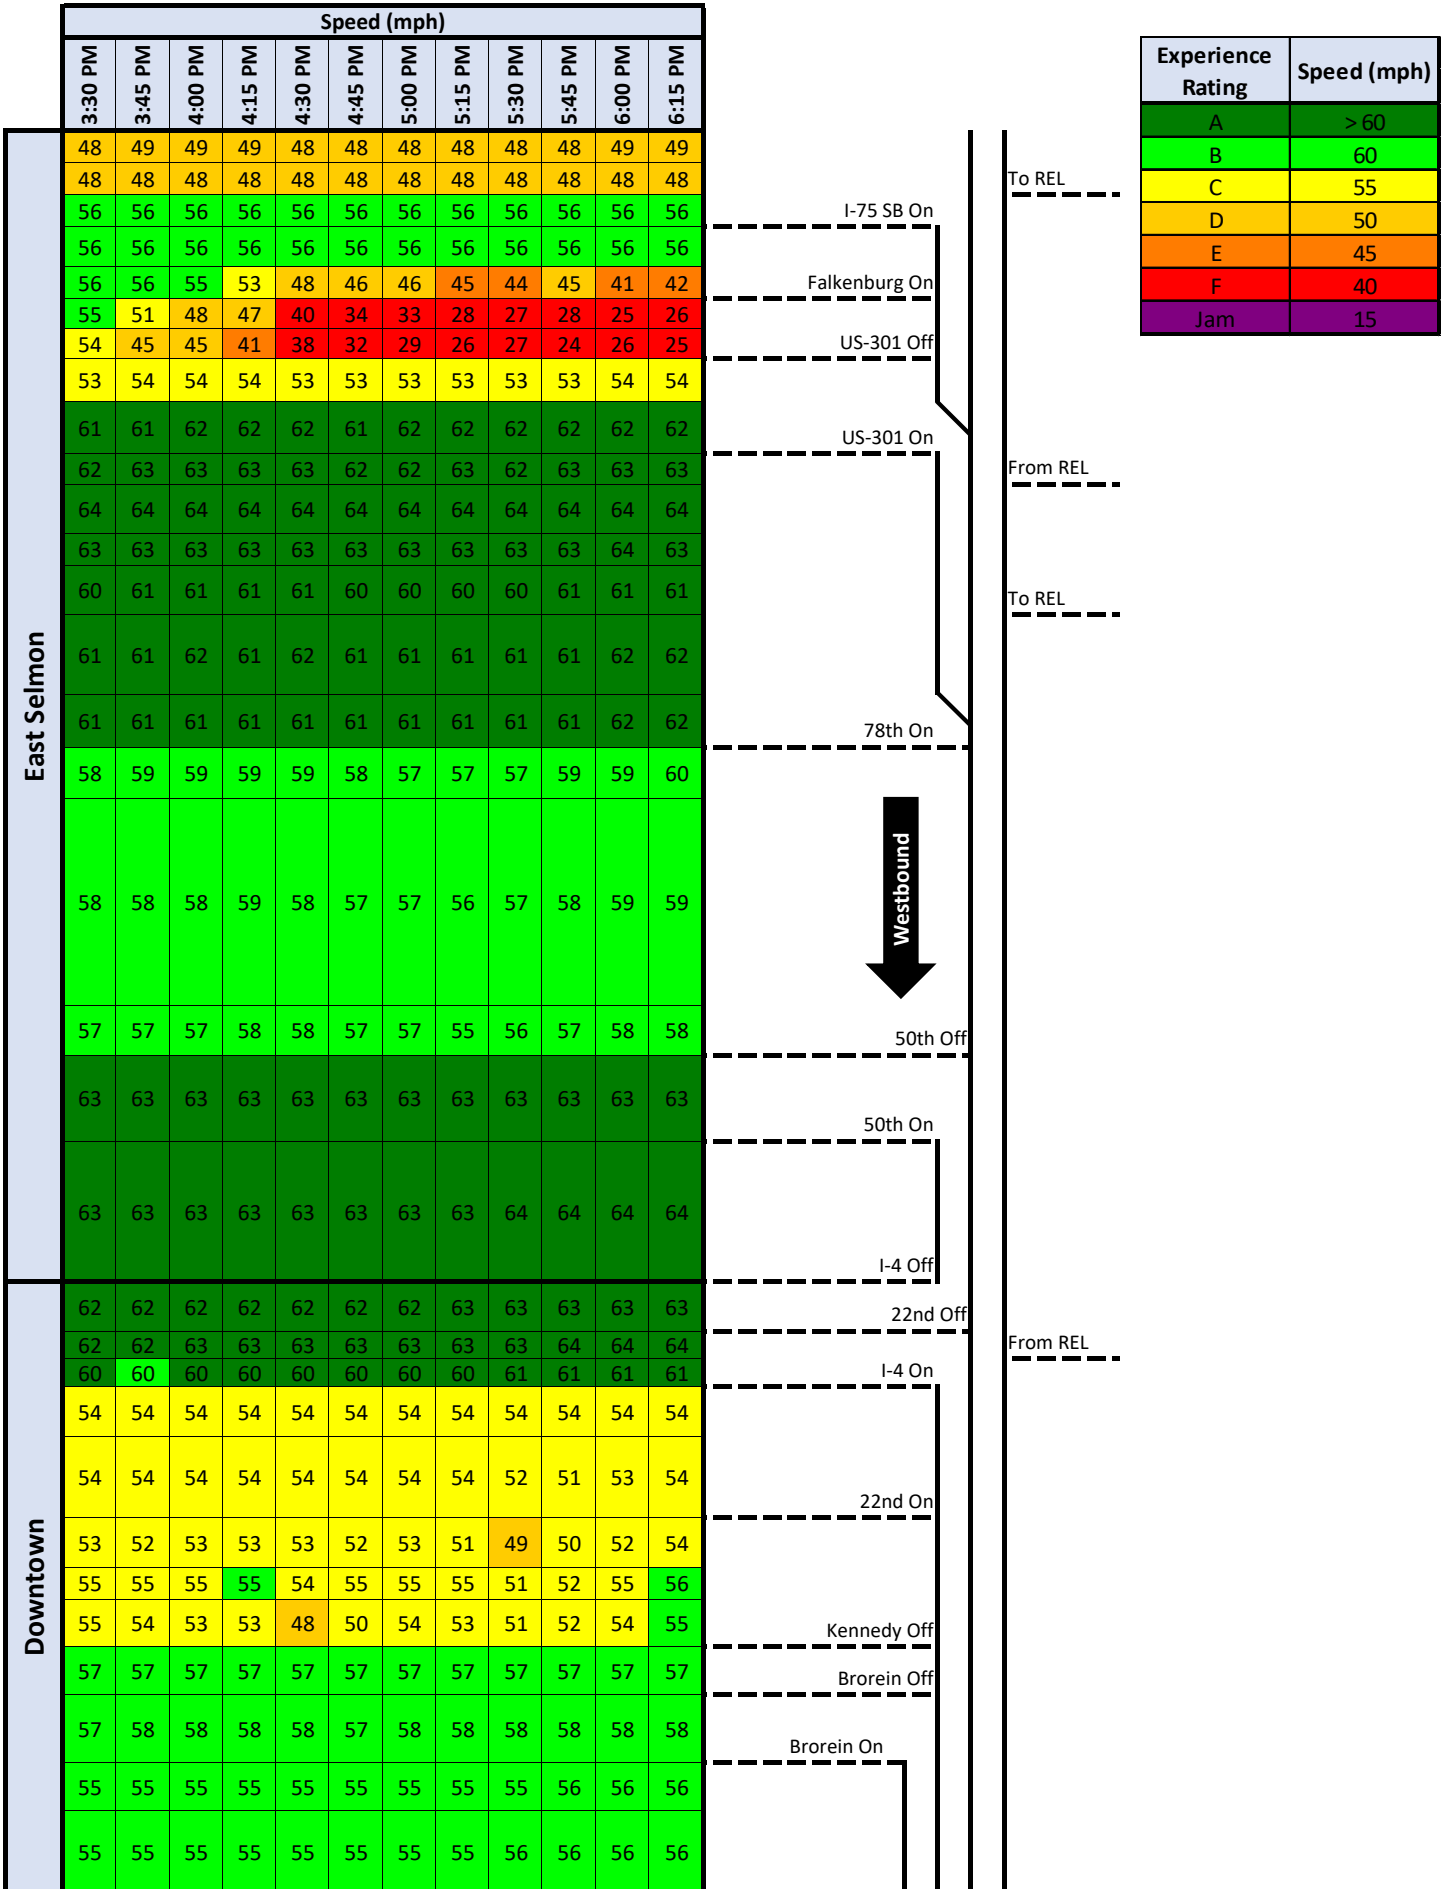 Speed (mph)
3:30 PM 3:45 PM 4:00 PM 4:15 PM 4:30 PM 4:45 PM 5:00 PM 5:15 PM 5:30 PM 5:45 PM 6:00 PM 6:15 PM
Experience Rating Speed (mph)
A > 60
B 60
C 55
D 50
E 45
F 40
Jam 15
East Selmon
48 49 49 49 48 48 48 48 48 48 49 49
48 48 48 48 48 48 48 48 48 48 48 48
To REL
56 56 56 56 56 56 56 56 56 56 56 56
I-75 SB On
56 56 56 56 56 56 56 56 56 56 56 56
56 56 55 53 48 46 46 45 44 45 41 42
Falkenburg On
55 51 48 47 40 34 33 28 27 28 25 26
54 45 45 41 38 32 29 26 27 24 26 25
US-301 Off
53 54 54 54 53 53 53 53 53 53 54 54
61 61 62 62 62 61 62 62 62 62 62 62
US-301 On
62 63 63 63 63 62 62 63 62 63 63 63
From REL
64 64 64 64 64 64 64 64 64 64 64 64
63 63 63 63 63 63 63 63 63 63 64 63
60 61 61 61 61 60 60 60 60 61 61 61
To REL
61 61 62 61 62 61 61 61 61 61 62 62
61 61 61 61 61 61 61 61 61 61 62 62
78th On
58 59 59 59 59 58 57 57 57 59 59 60
58 58 58 59 58 57 57 56 57 58 59 59
Westbound
57 57 57 58 58 57 57 55 56 57 58 58
50th Off
63 63 63 63 63 63 63 63 63 63 63 63
50th On
63 63 63 63 63 63 63 63 64 64 64 64
I-4 Off
Downtown
62 62 62 62 62 62 62 63 63 63 63 63
22nd Off
62 62 63 63 63 63 63 63 63 64 64 64
From REL
60 60 60 60 60 60 60 60 61 61 61 61
I-4 On
54 54 54 54 54 54 54 54 54 54 54 54
54 54 54 54 54 54 54 54 52 51 53 54
22nd On
53 52 53 53 53 52 53 51 49 50 52 54
55 55 55 55 54 55 55 55 51 52 55 56
55 54 53 53 48 50 54 53 51 52 54 55
Kennedy Off
57 57 57 57 57 57 57 57 57 57 57 57
Brorein Off
57 58 58 58 58 57 58 58 58 58 58 58
Brorein On
55 55 55 55 55 55 55 55 55 56 56 56
55 55 55 55 55 55 55 55 56 56 56 56